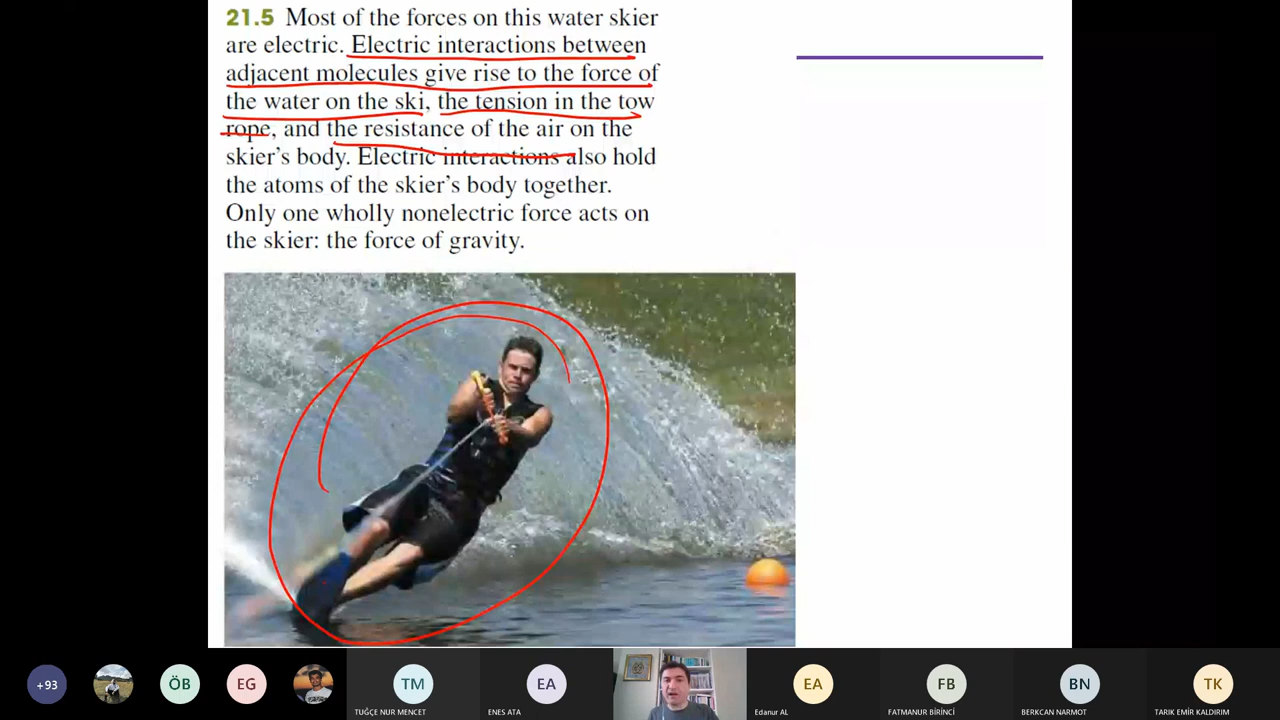 21.5 Most of the forces on this water skier
are electric. Electric interactions between
adjacent molecules give rise to the force of
the water on the ski, the tension in the tow
rope, and the resistance of the air on the
skier's body. Electric interactions also hold
the atoms of the skier's body together.
Only one wholly nonelectric force acts on
the skier: the force of gravity.
+93
ÖB
EG
TM
EA
EA
FB
BN
TK
TUĞÇE NUR MENCET
ENES ATA
Edanur AL
FATMANUR BİRİNCİ
BERKCAN NARMOT
TARIK EMİR KALDIRIM